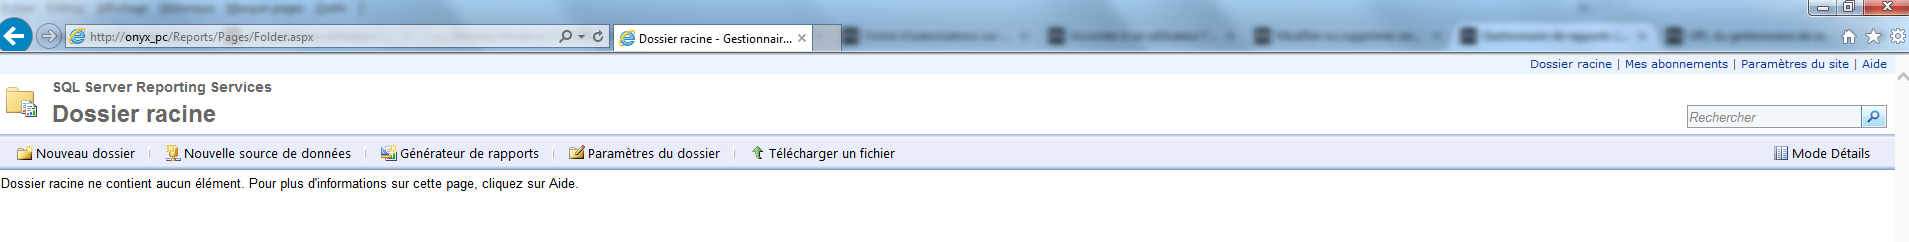 http://onyx_pc/Reports/Pages/Folder.aspx
Dossier racine - Gestionnair...
Dossier racine | Mes abonnements | Paramètres du site | Aide
SQL Server Reporting Services
Dossier racine
Rechercher
Nouveau dossier Nouvelle source de données Générateur de rapports Paramètres du dossier Télécharger un fichier Mode Détails
Dossier racine ne contient aucun élément. Pour plus d'informations sur cette page, cliquez sur Aide.